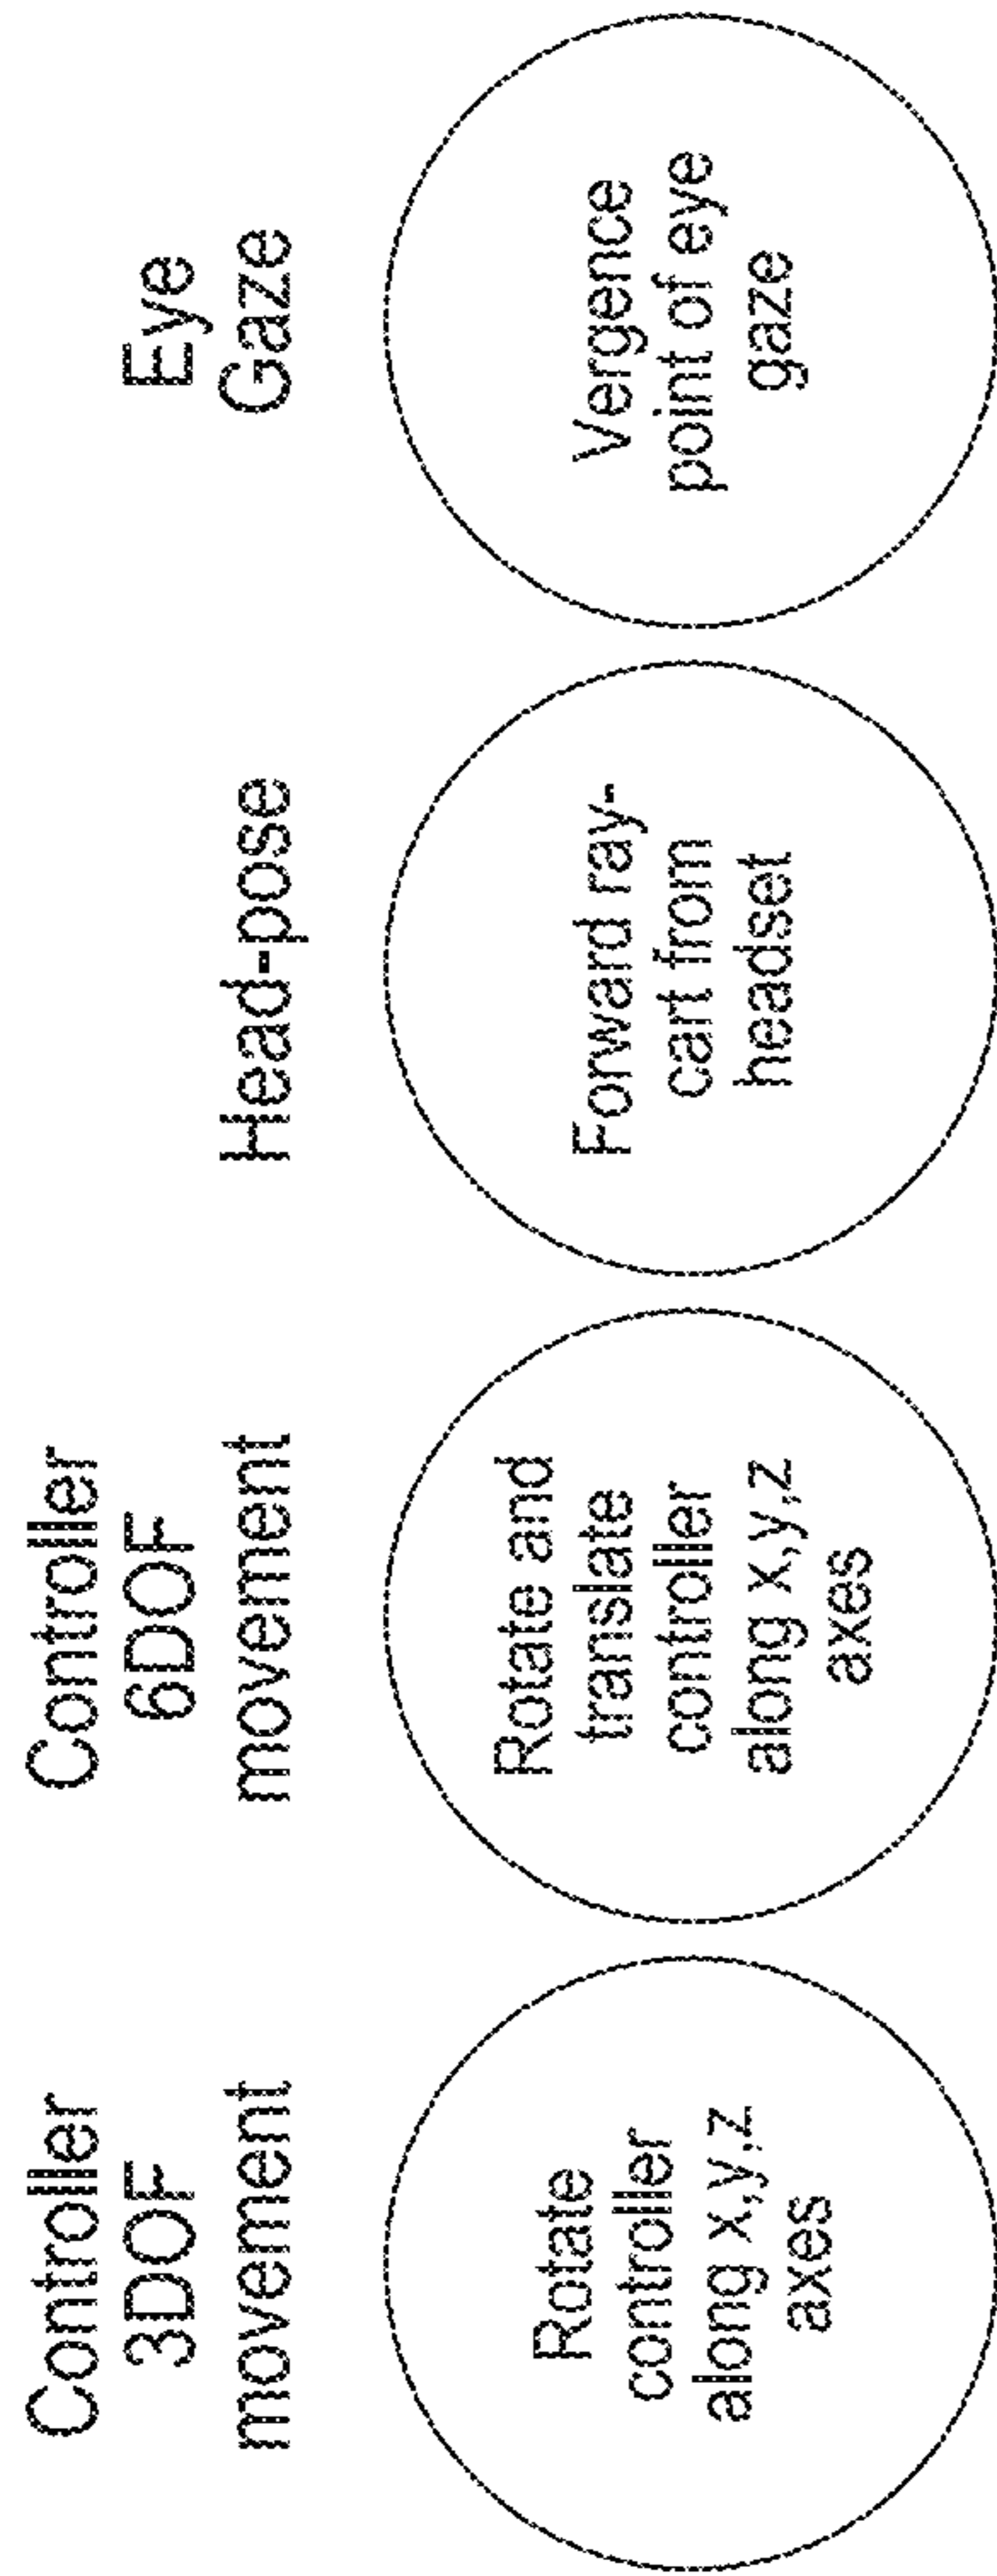 Controller
3DOF
movement
Rotate
controller
along x,y,z
axes
Controller
6DOF
movement
Rotate and
translate
controller
along x,y,z
axes
Head-pose
Forward ray-
cart from
headset
Eye
Gaze
Vergence
point of eye
gaze